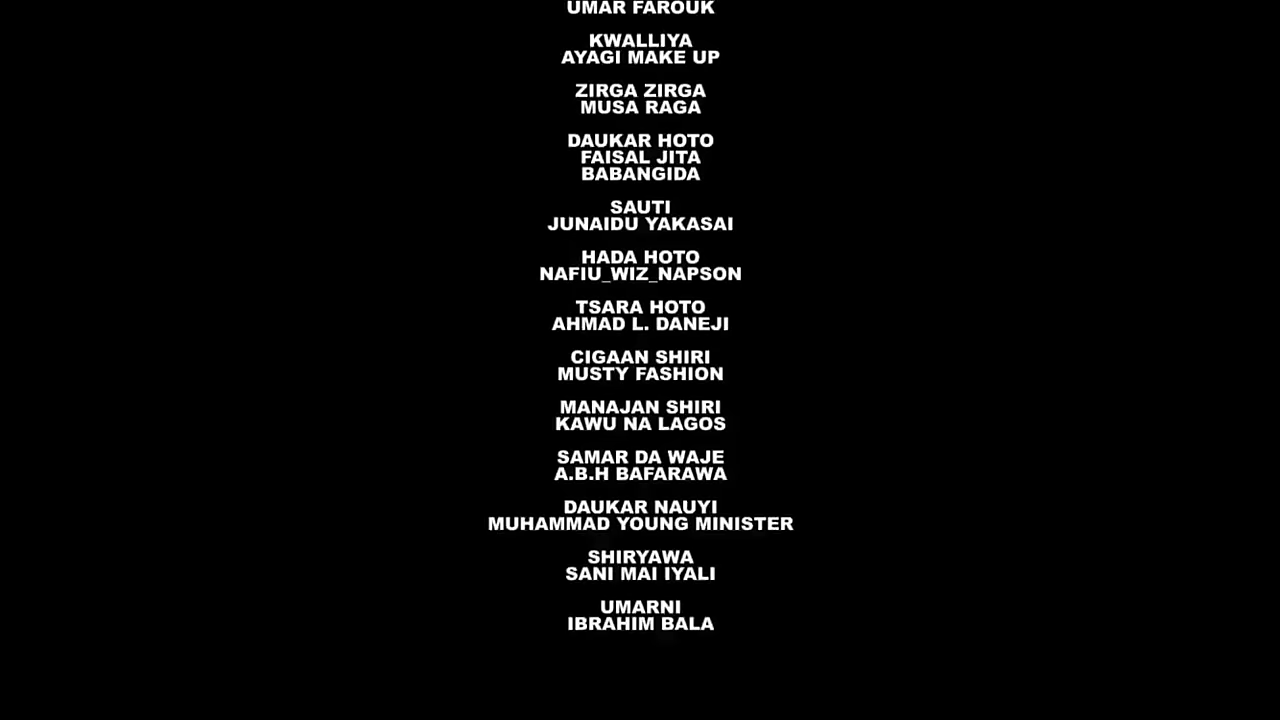 UMAR FAROUK
KWALLIYA
AYAGI MAKE UP
ZIRGA ZIRGA
MUSA RAGA
DAUKAR HOTO
FAISAL JITA
BABANGIDA
SAUTI
JUNAIDU YAKASAI
HADA HOTO
NAFIU_WIZ_NAPSON
TSARA HOTO
AHMAD L. DANEJI
CIGAAN SHIRI
MUSTY FASHION
MANAJAN SHIRI
KAWU NA LAGOS
SAMAR DA WAJE
A.B.H BAFARAWA
DAUKAR NAUYI
MUHAMMAD YOUNG MINISTER
SHIRYAWA
SANI MAI IYALI
UMARNI
IBRAHIM BALA